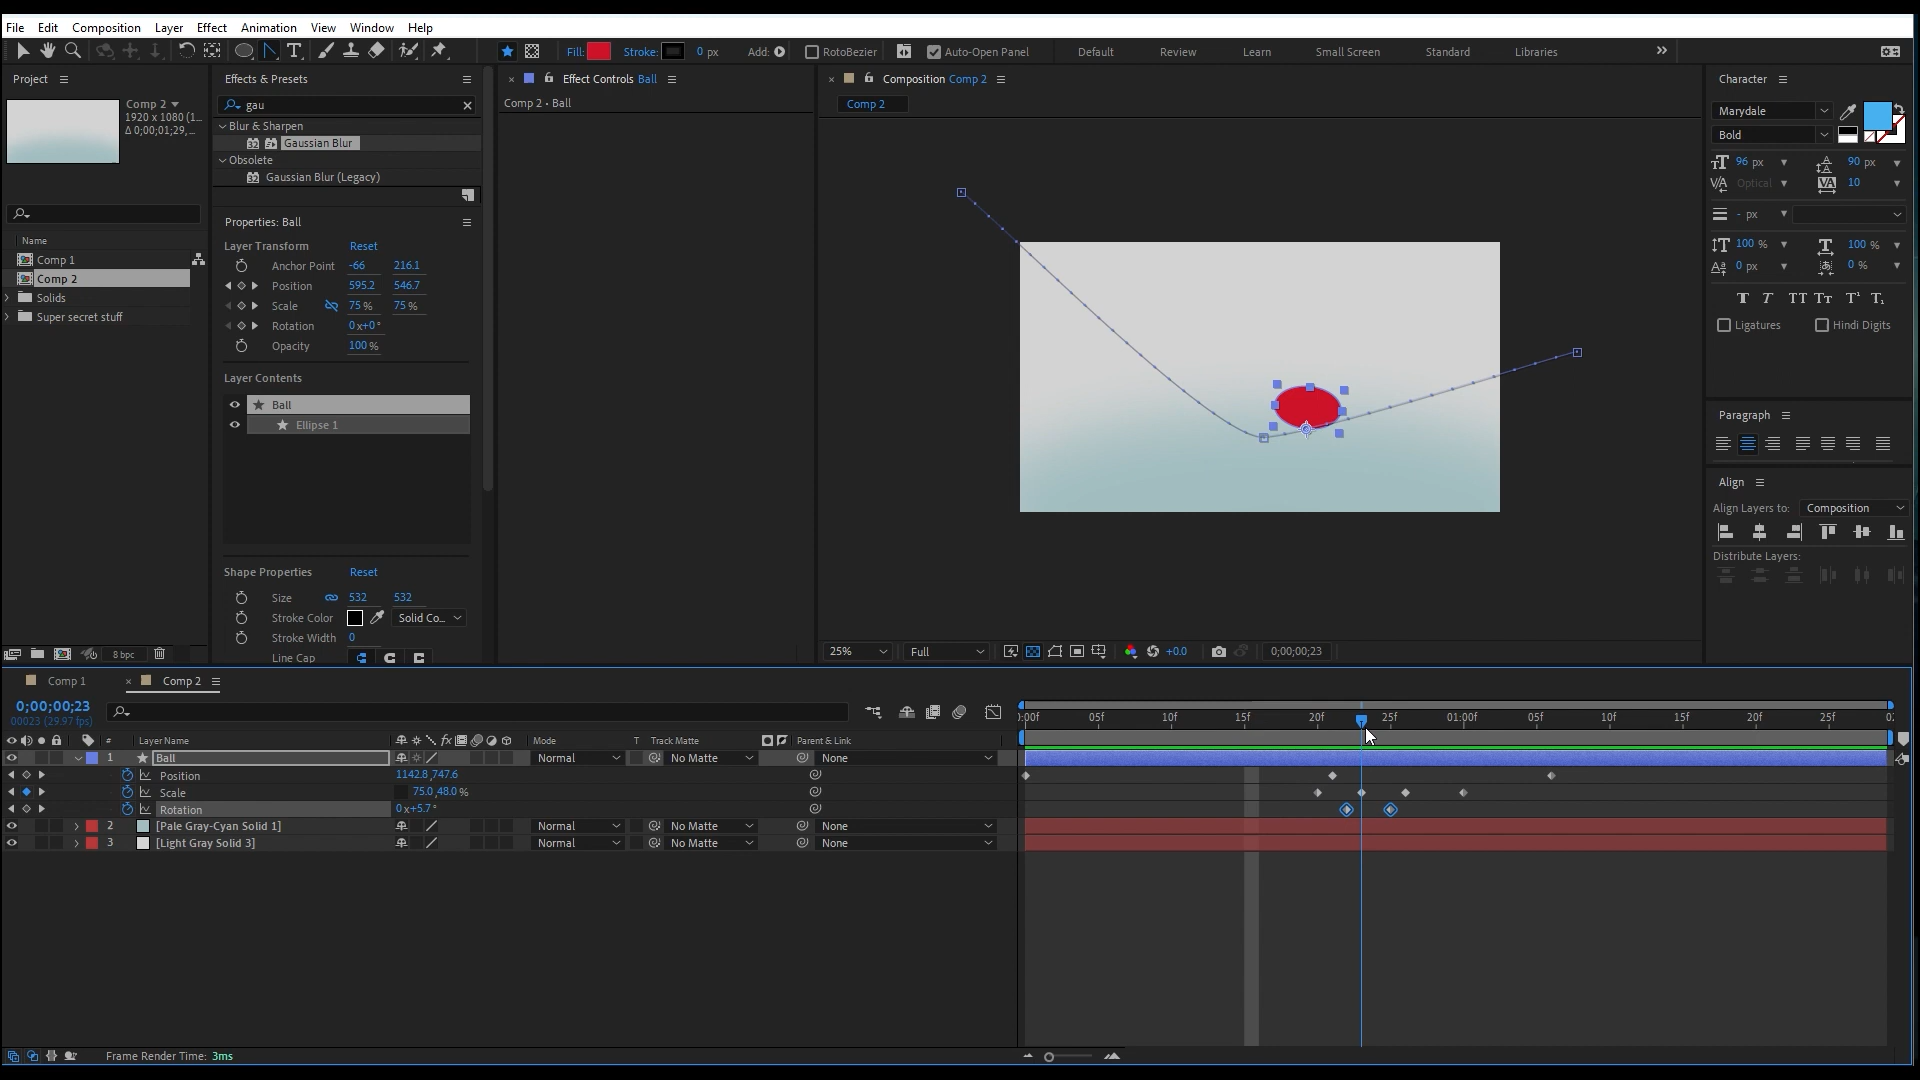 File Edit Composition Layer Effect Animation View Window Help
Fill: Stroke: 0 px Add: RotoBezier Auto-Open Panel Default Review Learn Small Screen Standard Libraries
Project
Comp 2
1920 x 1080 (1...
Δ 0;00;01;29, ...
Name
Comp 1
Comp 2
Solids
Super secret stuff
8 bpc
Effects & Presets
gau
Blur & Sharpen
Gaussian Blur
Obsolete
Gaussian Blur (Legacy)
Properties: Ball
Layer Transform Reset
Anchor Point -66 216.1
Position 595.2 546.7
Scale 75 % 75 %
Rotation 0 x+0 °
Opacity 100 %
Layer Contents
Ball
Ellipse 1
Shape Properties Reset
Size 532 532
Stroke Color Solid Co...
Stroke Width 0
Line Cap
Effect Controls Ball
Comp 2 • Ball
Composition Comp 2
Comp 2
25% Full +0.0 0;00;00;23
Character
Marydale
Bold
96 px 90 px
Optical 10
- px
100 % 100 %
0 px 0 %
T T TT Tт T¹ T₁
Ligatures Hindi Digits
Paragraph
Align
Align Layers to: Composition
Distribute Layers:
Comp 1 Comp 2
0;00;00;23
00023 (29.97 fps)
:00f 05f 10f 15f 20f 25f 01:00f 05f 10f 15f 20f 25f 02
# Layer Name fx Mode T Track Matte Parent & Link
1 Ball Normal No Matte None
Position 1142.8 ,747.6
Scale 75.0 ,48.0 %
Rotation 0 x+5.7 °
2 [Pale Gray-Cyan Solid 1] Normal No Matte None
3 [Light Gray Solid 3] Normal No Matte None
Frame Render Time: 3ms